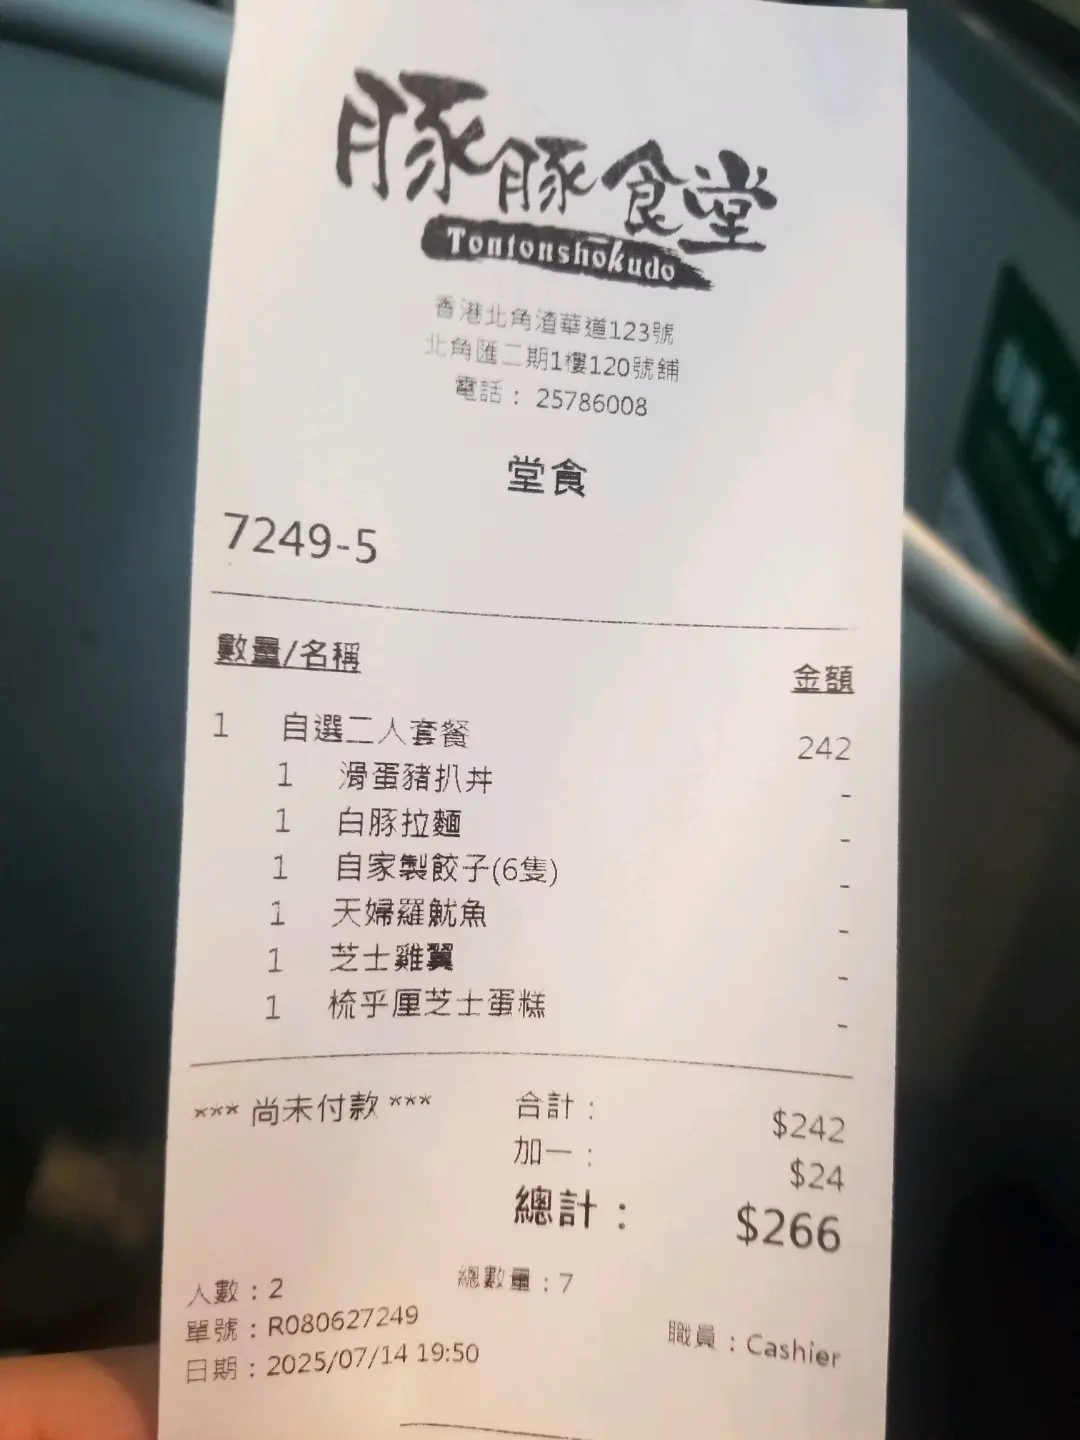 豚豚食堂
Tontonshokudo
香港北角渣華道123號
北角匯二期1樓120號舖
電話： 25786008
堂食
7249-5
數量/名稱 金額
1 自選二人套餐 242
1 滑蛋豬扒丼 -
1 白豚拉麵 -
1 自家製餃子(6隻) -
1 天婦羅魷魚 -
1 芝士雞翼 -
1 梳乎厘芝士蛋糕 -
*** 尚未付款 *** 合計： $242
加一： $24
總計： $266
人數：2 總數量：7
單號：R080627249
日期：2025/07/14 19:50 職員：Cashier